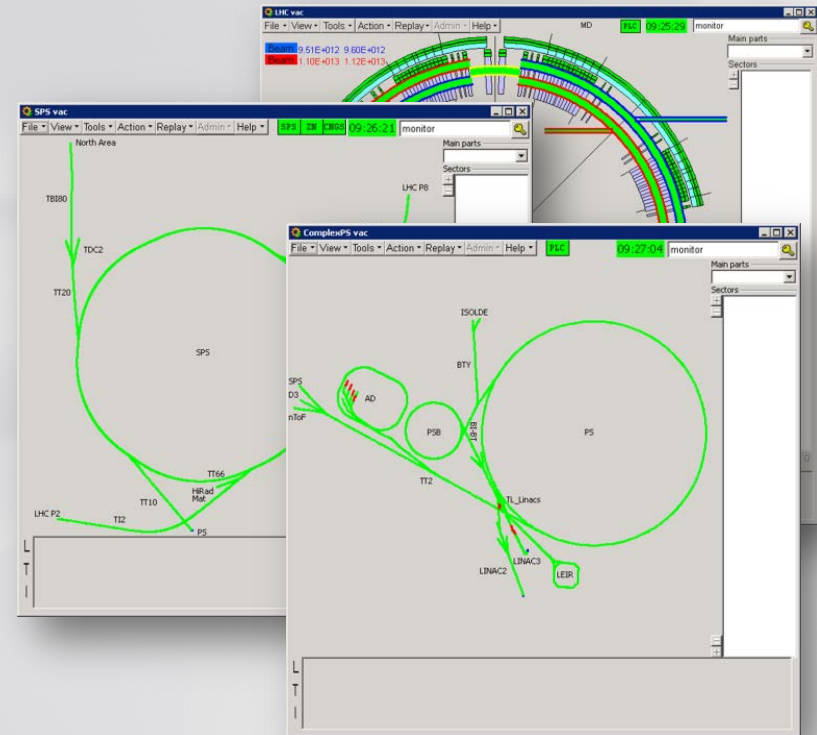 LHC vac
File View Tools Action Replay Admin Help MD PLC 09:25:29 monitor
Main parts
Sectors
Beam 9.51E+012 9.60E+012
Beam 1.10E+013 1.12E+013
SPS vac
File View Tools Action Replay Admin Help SPS IN CNGS 09:26:21 monitor
Main parts
Sectors
North Area
TBI80
LHC P8
TDC2
TT20
SPS
TT66
HiRad
Mat
TT10
LHC P2
TI2
PS
L
T
I
ComplexPS vac
File View Tools Action Replay Admin Help PLC 09:27:04 monitor
Main parts
Sectors
ISOLDE
BTY
SPS
D3
nToF
AD
PSB
BI-BT
PS
TT2
TL_Linacs
LINAC3
LINAC2
LEIR
L
T
I